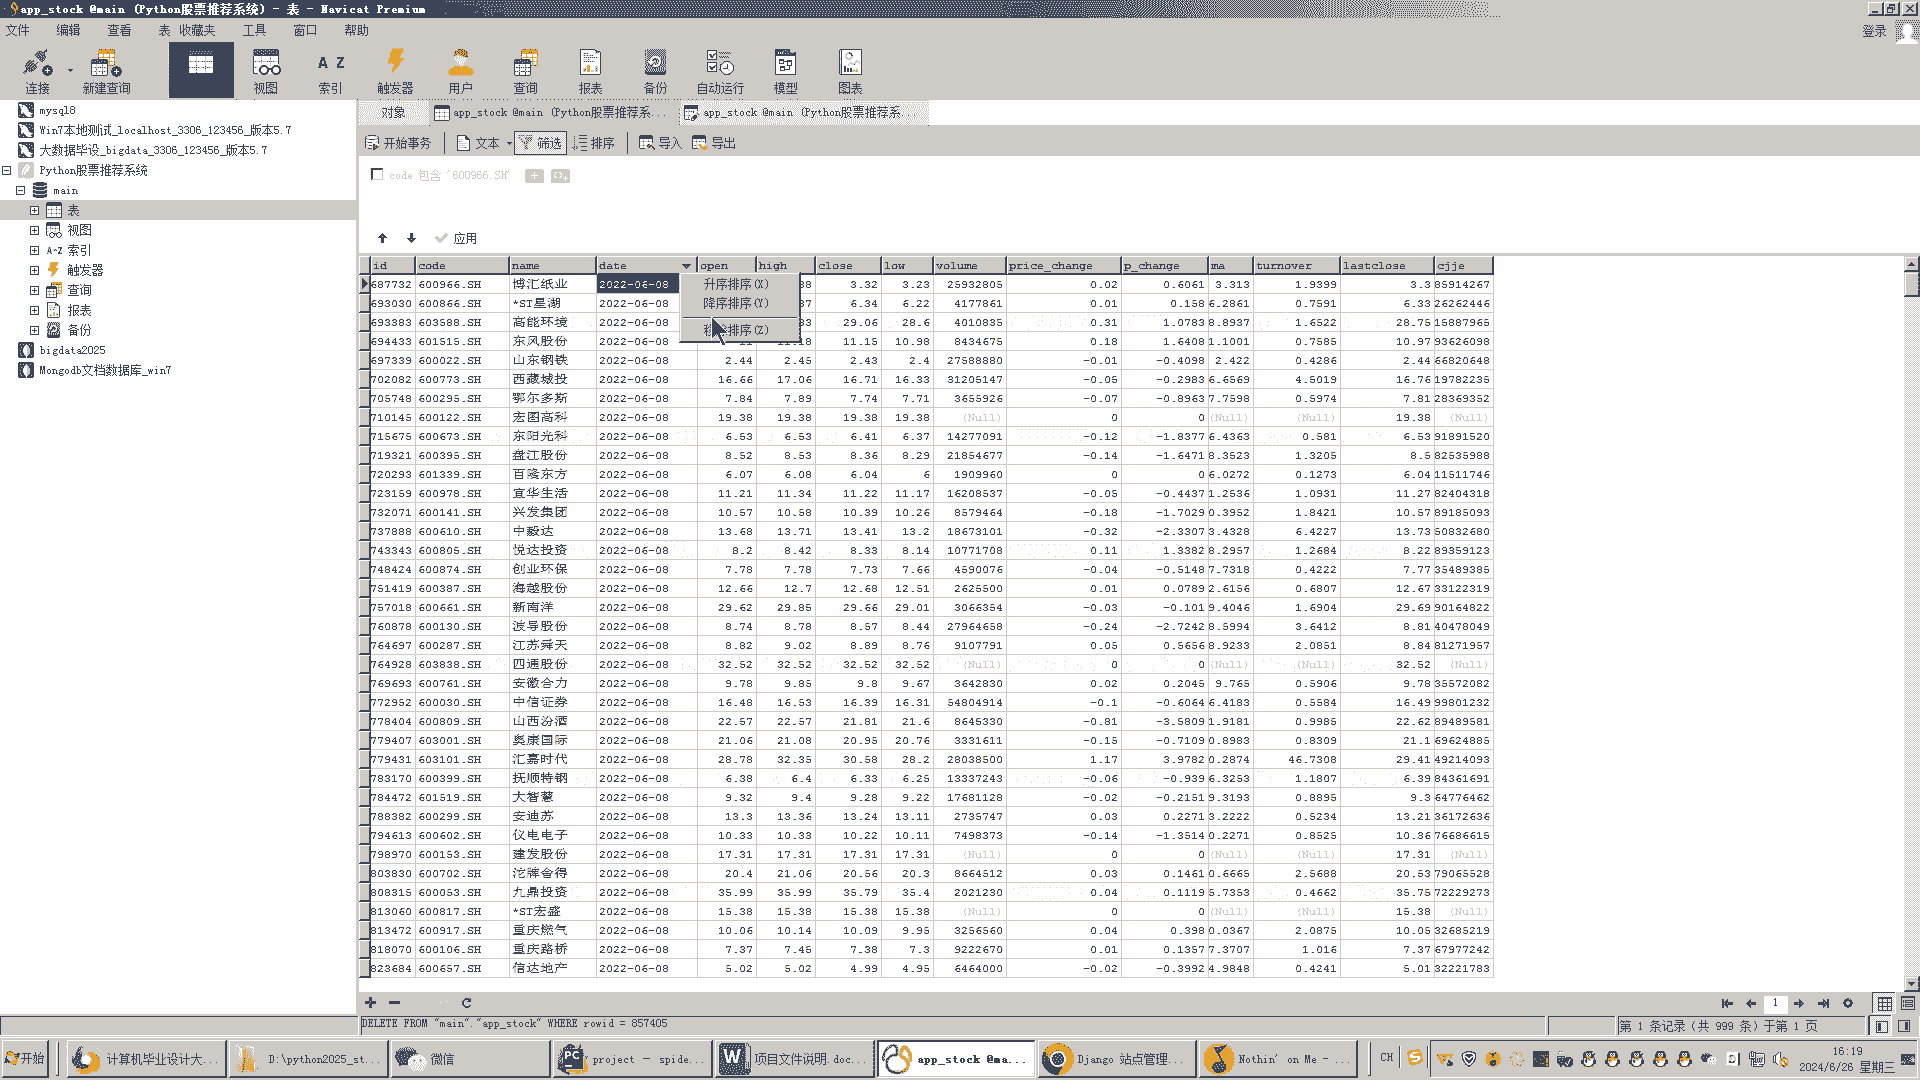 app_stock @main (Python股票推荐系统) - 表 - Navicat Premium
文件 编辑 查看 表 收藏夹 工具 窗口 帮助 登录
连接 新建查询 视图 索引 触发器 用户 查询 报表 备份 自动运行 模型 图表
mysql8
Win7本地测试_localhost_3306_123456_版本5.7
大数据毕设_bigdata_3306_123456_版本5.7
Python股票推荐系统
main
表
视图
索引
触发器
查询
报表
备份
bigdata2025
Mongodb文档数据库_win7
对象 app_stock @main (Python股票推荐系... app_stock @main (Python股票推荐系...
开始事务 文本 筛选 排序 导入 导出
code 包含 '600966.SH'
应用
id code name date open high close low volume price_change p_change ma turnover lastclose cjje
687732 600966.SH 博汇纸业 2022-06-08 38 3.32 3.23 25932805 0.02 0.6061 3.313 1.9399 3.3 85914267
693030 600866.SH *ST星湖 2022-06-08 37 6.34 6.22 4177861 0.01 0.158 6.2861 0.7591 6.33 26262446
693383 603588.SH 高能环境 2022-06-08 33 29.06 28.6 4010835 0.31 1.0783 8.8937 1.6522 28.75 15887965
694433 601515.SH 东风股份 2022-06-08 11 18 11.15 10.98 8434675 0.18 1.6408 1.1001 0.7585 10.97 93626098
697339 600022.SH 山东钢铁 2022-06-08 2.44 2.45 2.43 2.4 27588880 -0.01 -0.4098 2.422 0.4286 2.44 66820648
702082 600773.SH 西藏城投 2022-06-08 16.66 17.06 16.71 16.33 31205147 -0.05 -0.2983 6.6569 4.5019 16.76 19782235
705748 600295.SH 鄂尔多斯 2022-06-08 7.84 7.89 7.74 7.71 3655926 -0.07 -0.8963 7.7598 0.5974 7.81 28369352
710145 600122.SH 宏图高科 2022-06-08 19.38 19.38 19.38 19.38 (Null) 0 0 (Null) (Null) 19.38 (Null)
715675 600673.SH 东阳光科 2022-06-08 6.53 6.53 6.41 6.37 14277091 -0.12 -1.8377 6.4363 0.581 6.53 91891520
719321 600395.SH 盘江股份 2022-06-08 8.52 8.53 8.36 8.29 21854677 -0.14 -1.6471 8.3523 1.3205 8.5 82535988
720293 601339.SH 百隆东方 2022-06-08 6.07 6.08 6.04 6 1909960 0 0 6.0272 0.1273 6.04 11511746
723159 600978.SH 宜华生活 2022-06-08 11.21 11.34 11.22 11.17 16208537 -0.05 -0.4437 1.2536 1.0931 11.27 82404318
732071 600141.SH 兴发集团 2022-06-08 10.57 10.58 10.39 10.26 8579464 -0.18 -1.7029 0.3952 1.8421 10.57 89185093
737888 600610.SH 中毅达 2022-06-08 13.68 13.71 13.41 13.2 18673101 -0.32 -2.3307 3.4328 6.4227 13.73 50832680
743343 600805.SH 悦达投资 2022-06-08 8.2 8.42 8.33 8.14 10771708 0.11 1.3382 8.2957 1.2684 8.22 89359123
748424 600874.SH 创业环保 2022-06-08 7.78 7.78 7.73 7.66 4590076 -0.04 -0.5148 7.7318 0.4222 7.77 35489385
751419 600387.SH 海越股份 2022-06-08 12.66 12.7 12.68 12.51 2625500 0.01 0.0789 2.6156 0.6807 12.67 33122319
757018 600661.SH 新南洋 2022-06-08 29.62 29.85 29.66 29.01 3066354 -0.03 -0.101 9.4046 1.6904 29.69 90164822
760878 600130.SH 波导股份 2022-06-08 8.74 8.78 8.57 8.44 27964658 -0.24 -2.7242 8.5994 3.6412 8.81 40478049
764697 600287.SH 江苏舜天 2022-06-08 8.82 9.02 8.89 8.76 9107791 0.05 0.5656 8.9233 2.0851 8.84 81271957
764928 603838.SH 四通股份 2022-06-08 32.52 32.52 32.52 32.52 (Null) 0 0 (Null) (Null) 32.52 (Null)
769693 600761.SH 安徽合力 2022-06-08 9.78 9.85 9.8 9.67 3642830 0.02 0.2045 9.765 0.5906 9.78 35572082
772952 600030.SH 中信证券 2022-06-08 16.48 16.53 16.39 16.31 54804914 -0.1 -0.6064 6.4183 0.5584 16.49 99801232
778404 600809.SH 山西汾酒 2022-06-08 22.57 22.57 21.81 21.6 8645330 -0.81 -3.5809 1.9181 0.9985 22.62 89489581
779407 603001.SH 奥康国际 2022-06-08 21.06 21.08 20.95 20.76 3331611 -0.15 -0.7109 0.8983 0.8309 21.1 69624885
779431 603101.SH 汇嘉时代 2022-06-08 28.78 32.35 30.58 28.2 28038500 1.17 3.9782 0.2874 46.7308 29.41 49214093
783170 600399.SH 抚顺特钢 2022-06-08 6.38 6.4 6.33 6.25 13337243 -0.06 -0.939 6.3253 1.1807 6.39 84361691
784472 601519.SH 大智慧 2022-06-08 9.32 9.4 9.28 9.22 17681128 -0.02 -0.2151 9.3193 0.8895 9.3 64776462
788382 600299.SH 安迪苏 2022-06-08 13.3 13.36 13.24 13.11 2735747 0.03 0.2271 3.2222 0.5234 13.21 36172636
794613 600602.SH 仪电电子 2022-06-08 10.33 10.33 10.22 10.11 7498373 -0.14 -1.3514 0.2271 0.8525 10.36 76686615
798970 600153.SH 建发股份 2022-06-08 17.31 17.31 17.31 17.31 (Null) 0 0 (Null) (Null) 17.31 (Null)
803830 600702.SH 沱牌舍得 2022-06-08 20.4 21.06 20.56 20.3 8664512 0.03 0.1461 0.6665 2.5688 20.53 79065528
808315 600053.SH 九鼎投资 2022-06-08 35.99 35.99 35.79 35.4 2021230 0.04 0.1119 5.7353 0.4662 35.75 72229273
813060 600817.SH *ST宏盛 2022-06-08 15.38 15.38 15.38 15.38 (Null) 0 0 (Null) (Null) 15.38 (Null)
813472 600917.SH 重庆燃气 2022-06-08 10.06 10.14 10.09 9.95 3256560 0.04 0.398 0.0367 2.0875 10.05 32685219
818070 600106.SH 重庆路桥 2022-06-08 7.37 7.45 7.38 7.3 9222670 0.01 0.1357 7.3707 1.016 7.37 67977242
823684 600657.SH 信达地产 2022-06-08 5.02 5.02 4.99 4.95 6464000 -0.02 -0.3992 4.9848 0.4241 5.01 32221783
升序排序(X)
降序排序(Y)
排序(Z)
1
DELETE FROM "main"."app_stock" WHERE rowid = 857405
第 1 条记录 (共 999 条) 于第 1 页
开始 计算机毕业设计大... D:\python2025_st... 微信 project - spide... 项目文件说明.doc... app_stock @ma... Django 站点管理... Nothin' on Me - ... CH
16:19
2024/6/26 星期三